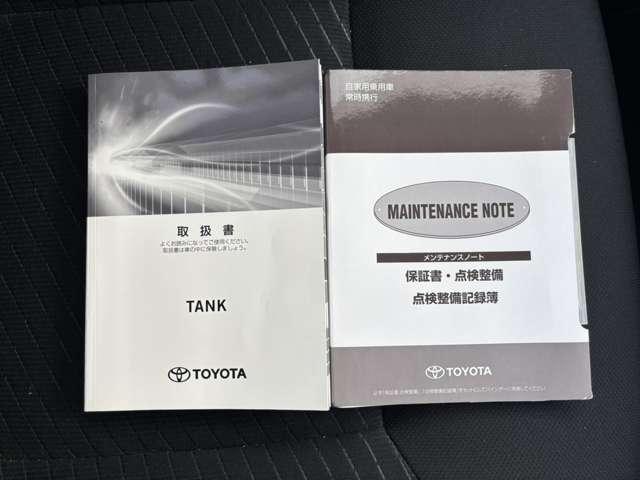 取扱書
よくお読みになってご使用ください。
取扱書は車の中に保管しましょう。
TANK
TOYOTA
自家用乗用車
常時携行
MAINTENANCE NOTE
メンテナンスノート
保証書・点検整備
点検整備記録簿
TOYOTA